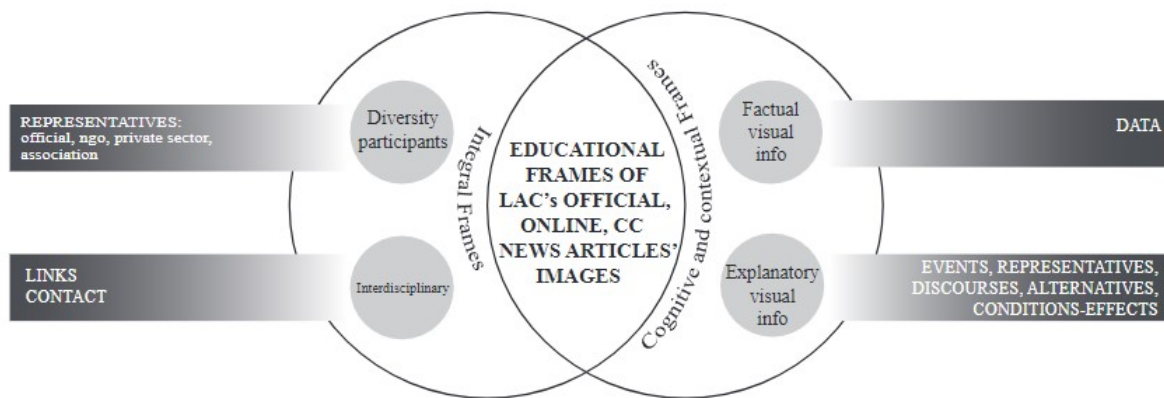 REPRESENTATIVES:
official, ngo, private sector,
association
LINKS
CONTACT
Diversity
participants
Interdisciplinary
Integral Frames
EDUCATIONAL
FRAMES OF
LAC's OFFICIAL,
ONLINE, CC
NEWS ARTICLES'
IMAGES
Cognitive and contextual Frames
Factual
visual
info
Explanatory
visual
info
DATA
EVENTS, REPRESENTATIVES,
DISCOURSES, ALTERNATIVES,
CONDITIONS-EFFECTS